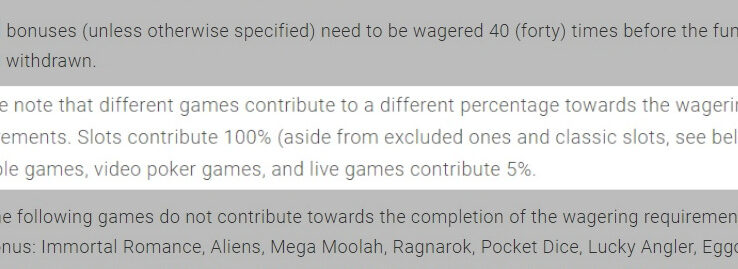 bonuses (unless otherwise specified) need to be wagered 40 (forty) times before the fun
withdrawn.
e note that different games contribute to a different percentage towards the wagerin
ements. Slots contribute 100% (aside from excluded ones and classic slots, see bel
ble games, video poker games, and live games contribute 5%.
e following games do not contribute towards the completion of the wagering requiremen
nus: Immortal Romance, Aliens, Mega Moolah, Ragnarok, Pocket Dice, Lucky Angler, Eggo